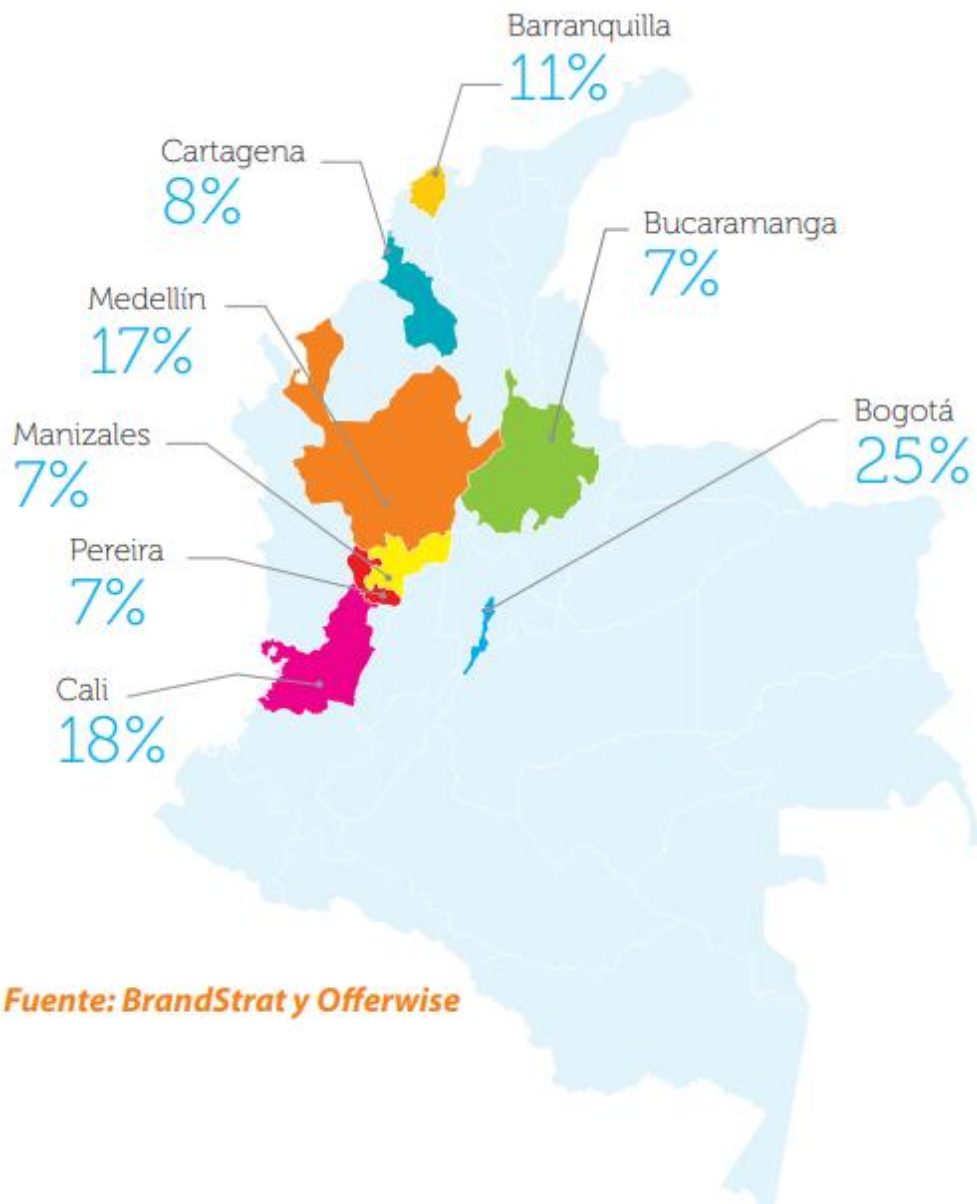 Barranquilla
11%
Cartagena
8%
Bucaramanga
7%
Medellín
17%
Bogotá
25%
Manizales
7%
Pereira
7%
Cali
18%
Fuente: BrandStrat y Offerwise